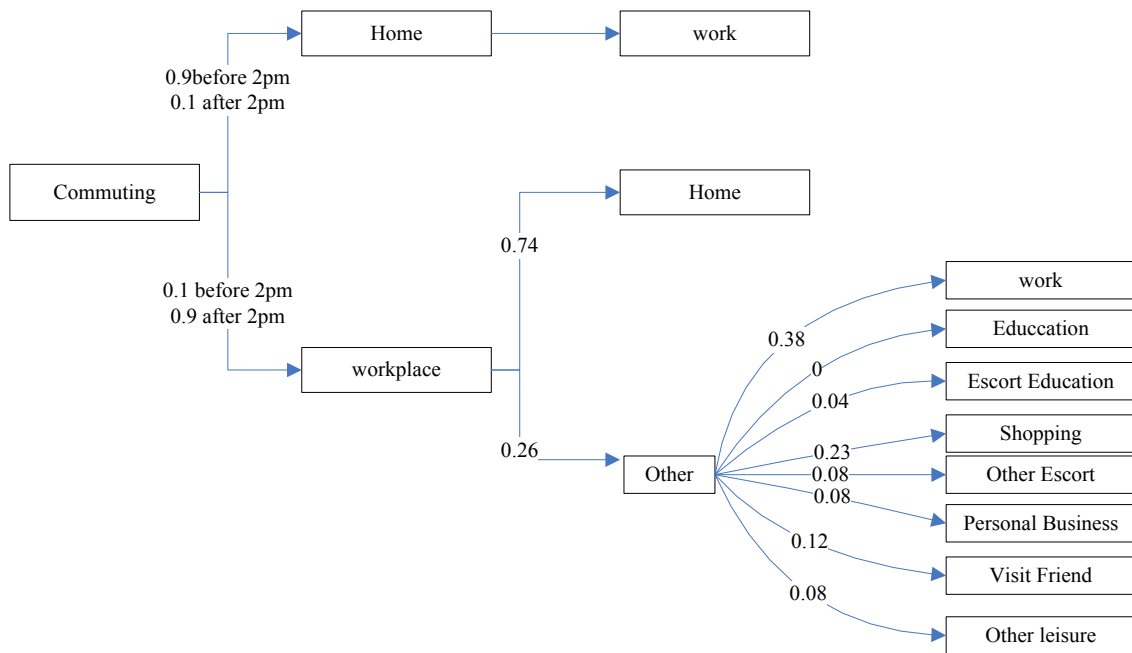 Home
work
0.9before 2pm
0.1 after 2pm
Commuting
Home
0.74
0.1 before 2pm
0.9 after 2pm
workplace
0.26
Other
0.38
work
0
Educcation
0.04
Escort Education
0.23
Shopping
0.08
Other Escort
0.08
Personal Business
0.12
Visit Friend
0.08
Other leisure